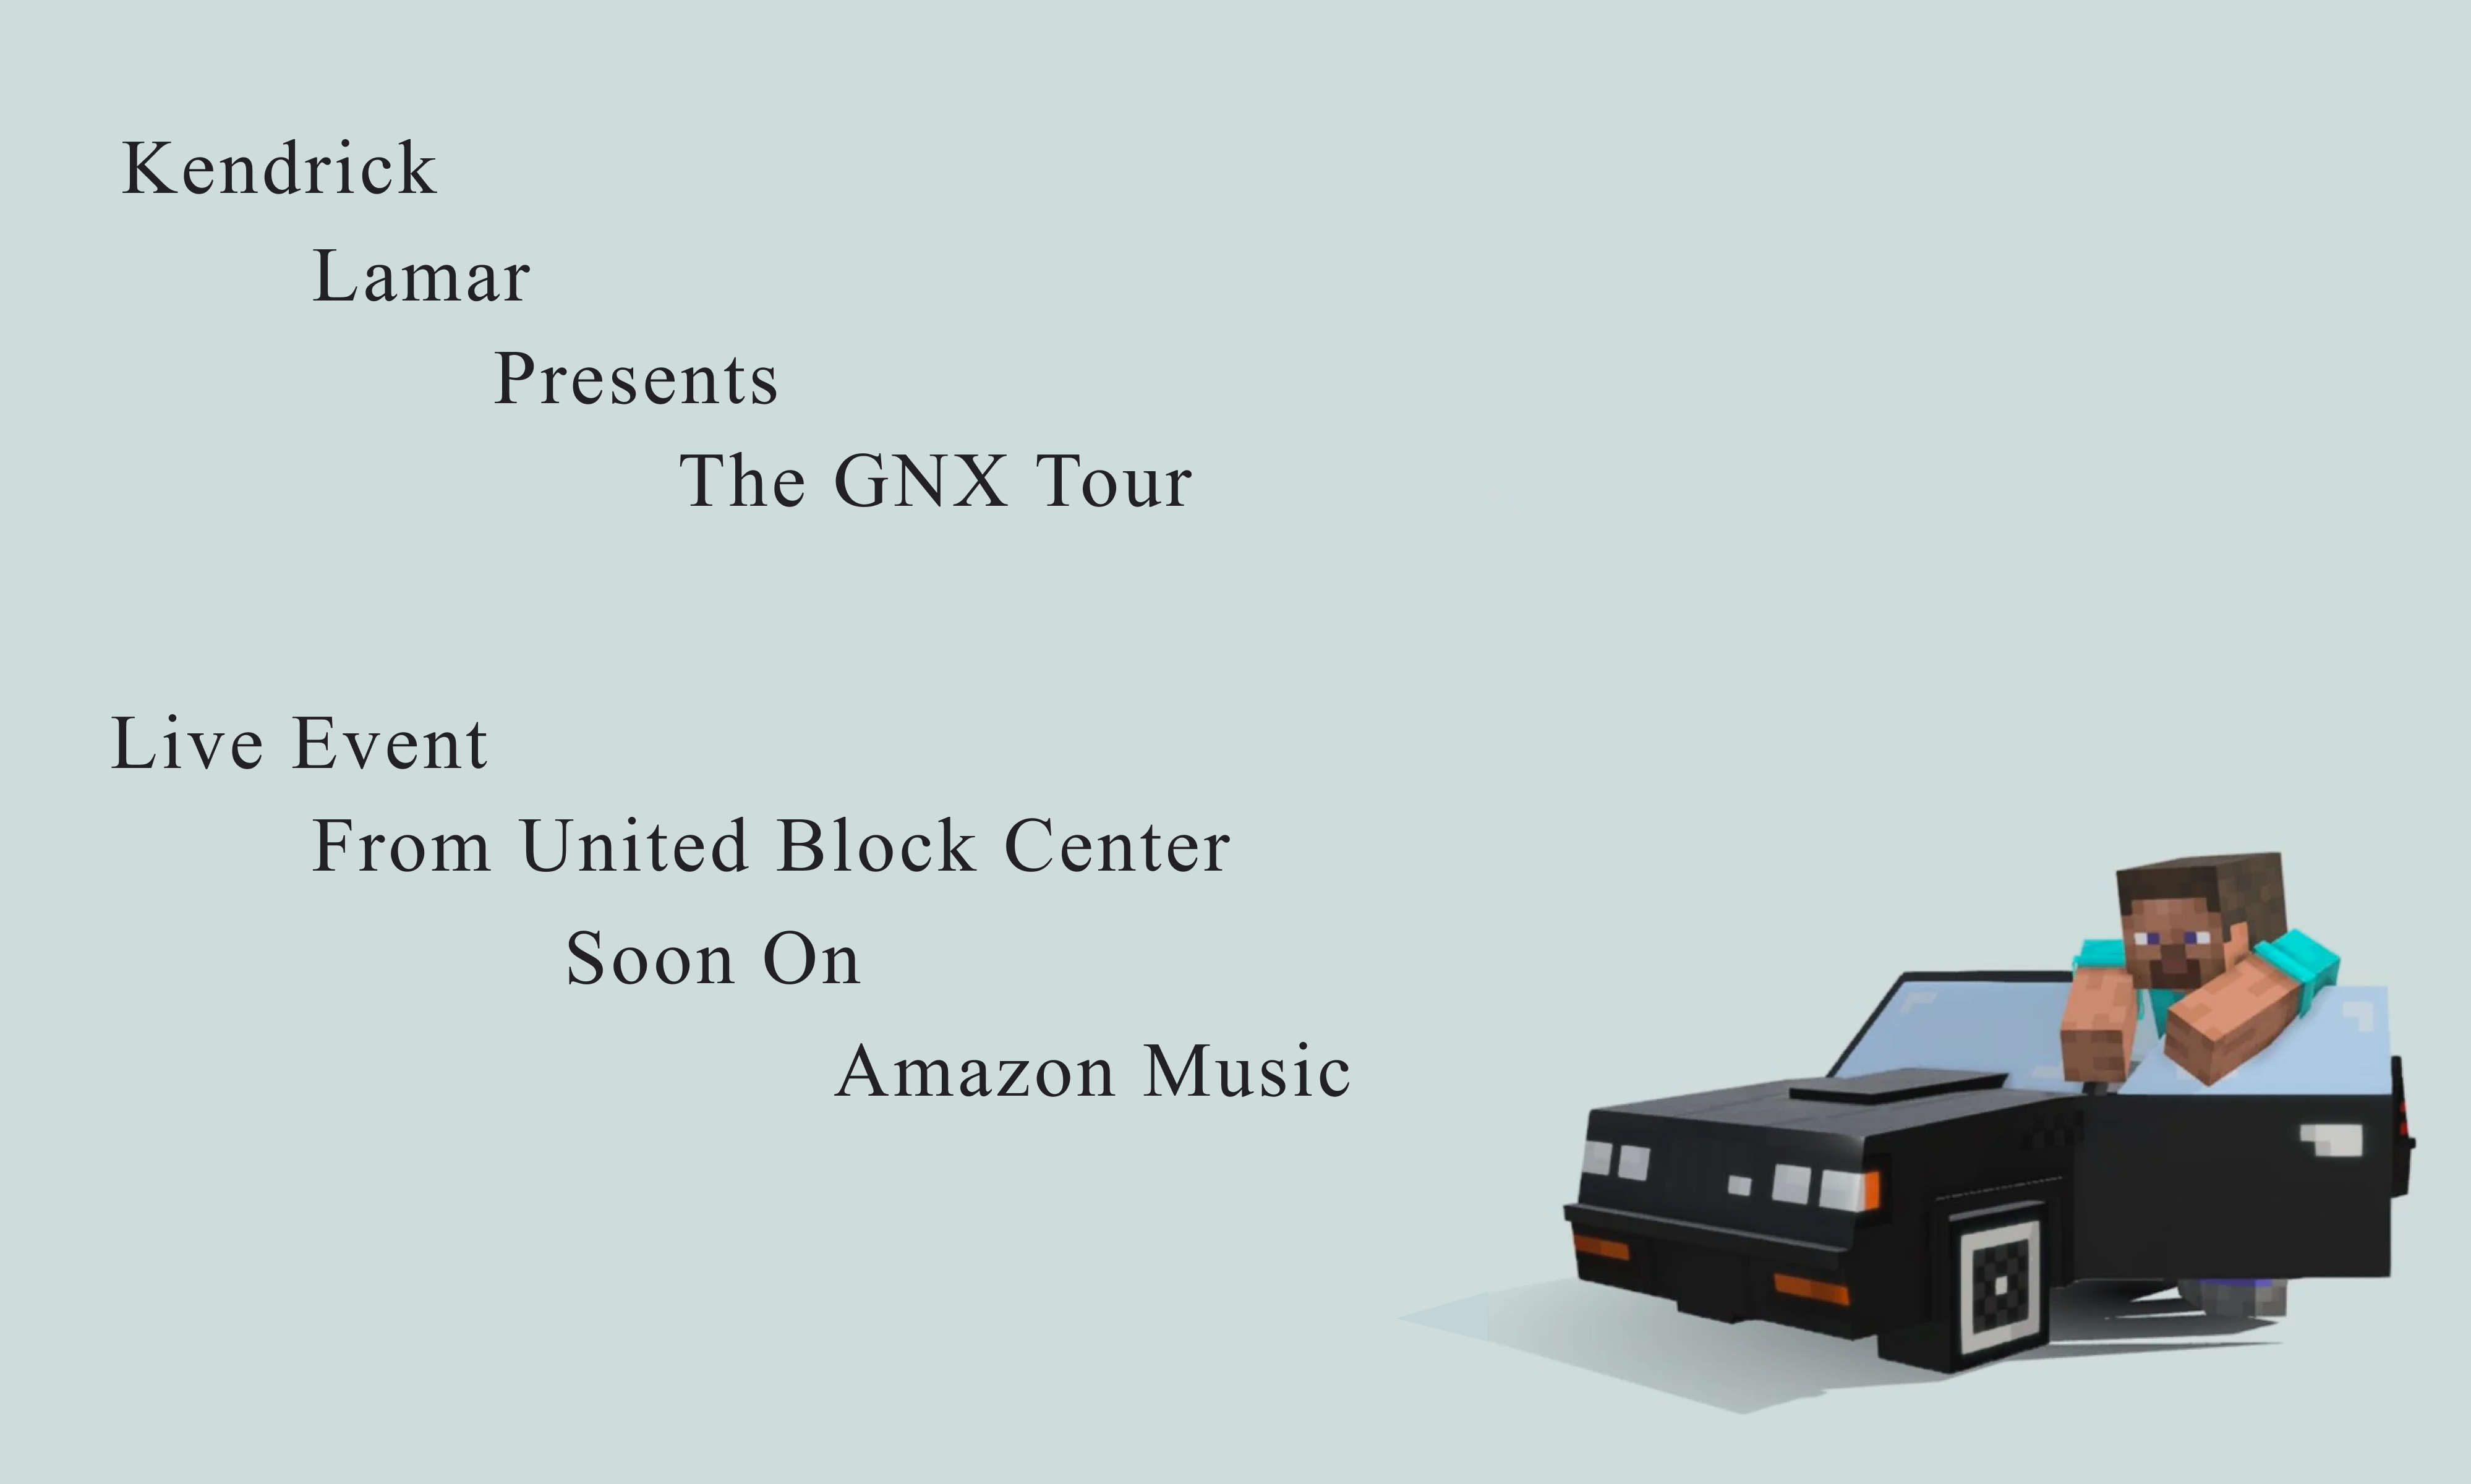 Kendrick
Lamar
Presents
The GNX Tour
Live Event
From United Block Center
Soon On
Amazon Music